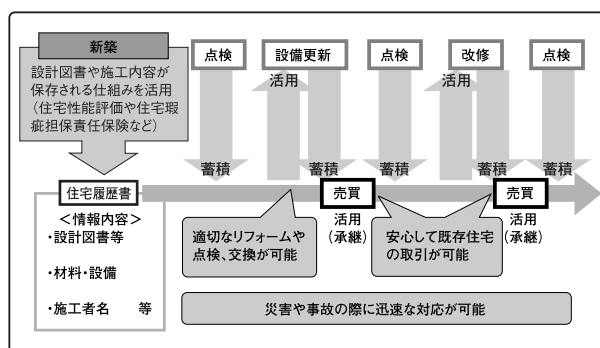 新築
設計図書や施工内容が
保存される仕組みを活用
（住宅性能評価や住宅瑕
疵担保責任保険など）
点検
設備更新
点検
改修
点検
活用
活用
蓄積
蓄積
蓄積
蓄積
蓄積
住宅履歴書
売買
売買
活用
（承継）
活用
（承継）
＜情報内容＞
・設計図書等
・材料・設備
・施工者名　等
適切なリフォームや
点検、交換が可能
安心して既存住宅
の取引が可能
災害や事故の際に迅速な対応が可能